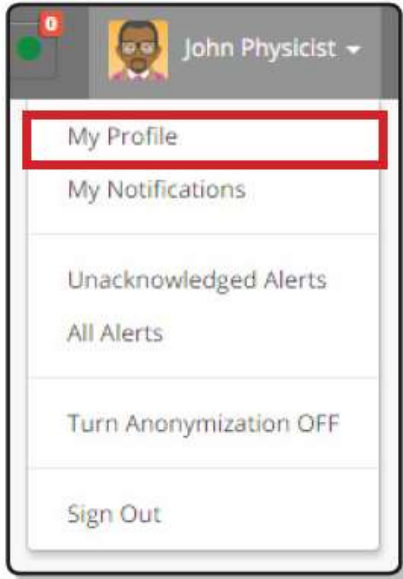 0
John Physicist
My Profile
My Notifications
Unacknowledged Alerts
All Alerts
Turn Anonymization OFF
Sign Out